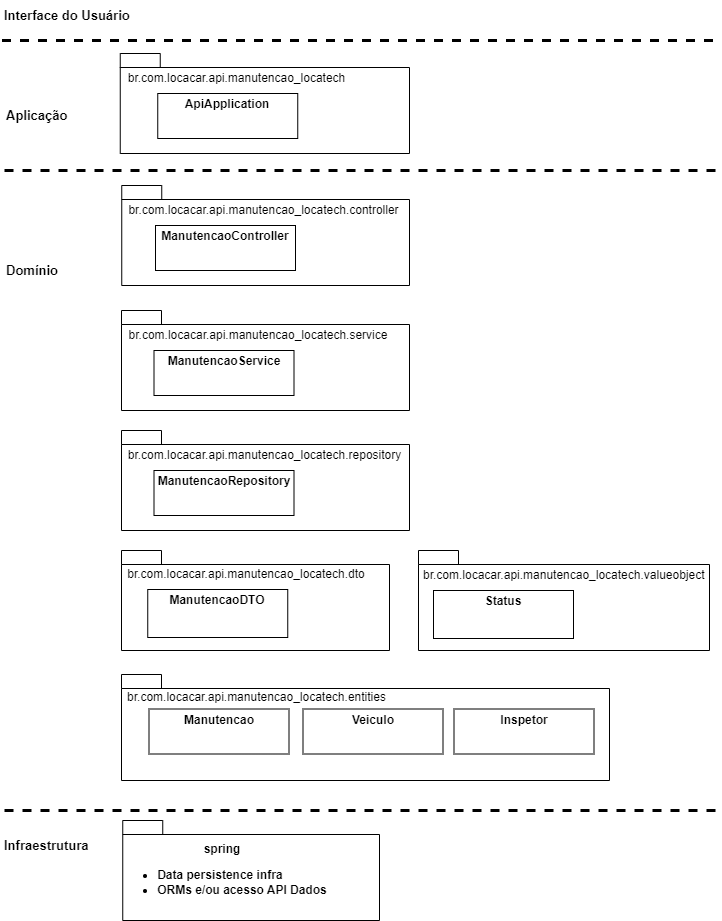 Interface do Usuário
br.com.locacar.api.manutencao_locatech
ApiApplication
Aplicação
br.com.locacar.api.manutencao_locatech.controller
ManutencaoController
Domínio
br.com.locacar.api.manutencao_locatech.service
ManutencaoService
br.com.locacar.api.manutencao_locatech.repository
ManutencaoRepository
br.com.locacar.api.manutencao_locatech.dto
ManutencaoDTO
br.com.locacar.api.manutencao_locatech.valueobject
Status
br.com.locacar.api.manutencao_locatech.entities
Manutencao
Veiculo
Inspetor
Infraestrutura
spring
• Data persistence infra
• ORMs e/ou acesso API Dados